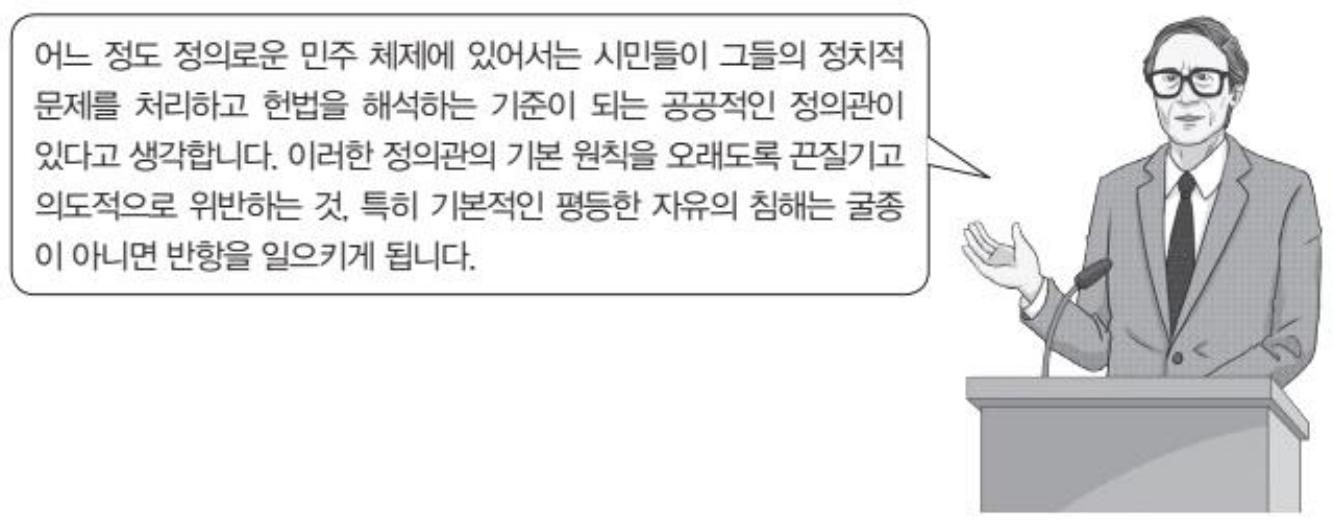 어느 정도 정의로운 민주 체제에 있어서는 시민들이 그들의 정치적
문제를 처리하고 헌법을 해석하는 기준이 되는 공공적인 정의관이
있다고 생각합니다. 이러한 정의관의 기본 원칙을 오래도록 끈질기고
의도적으로 위반하는 것, 특히 기본적인 평등한 자유의 침해는 굴종
이 아니면 반항을 일으키게 됩니다.